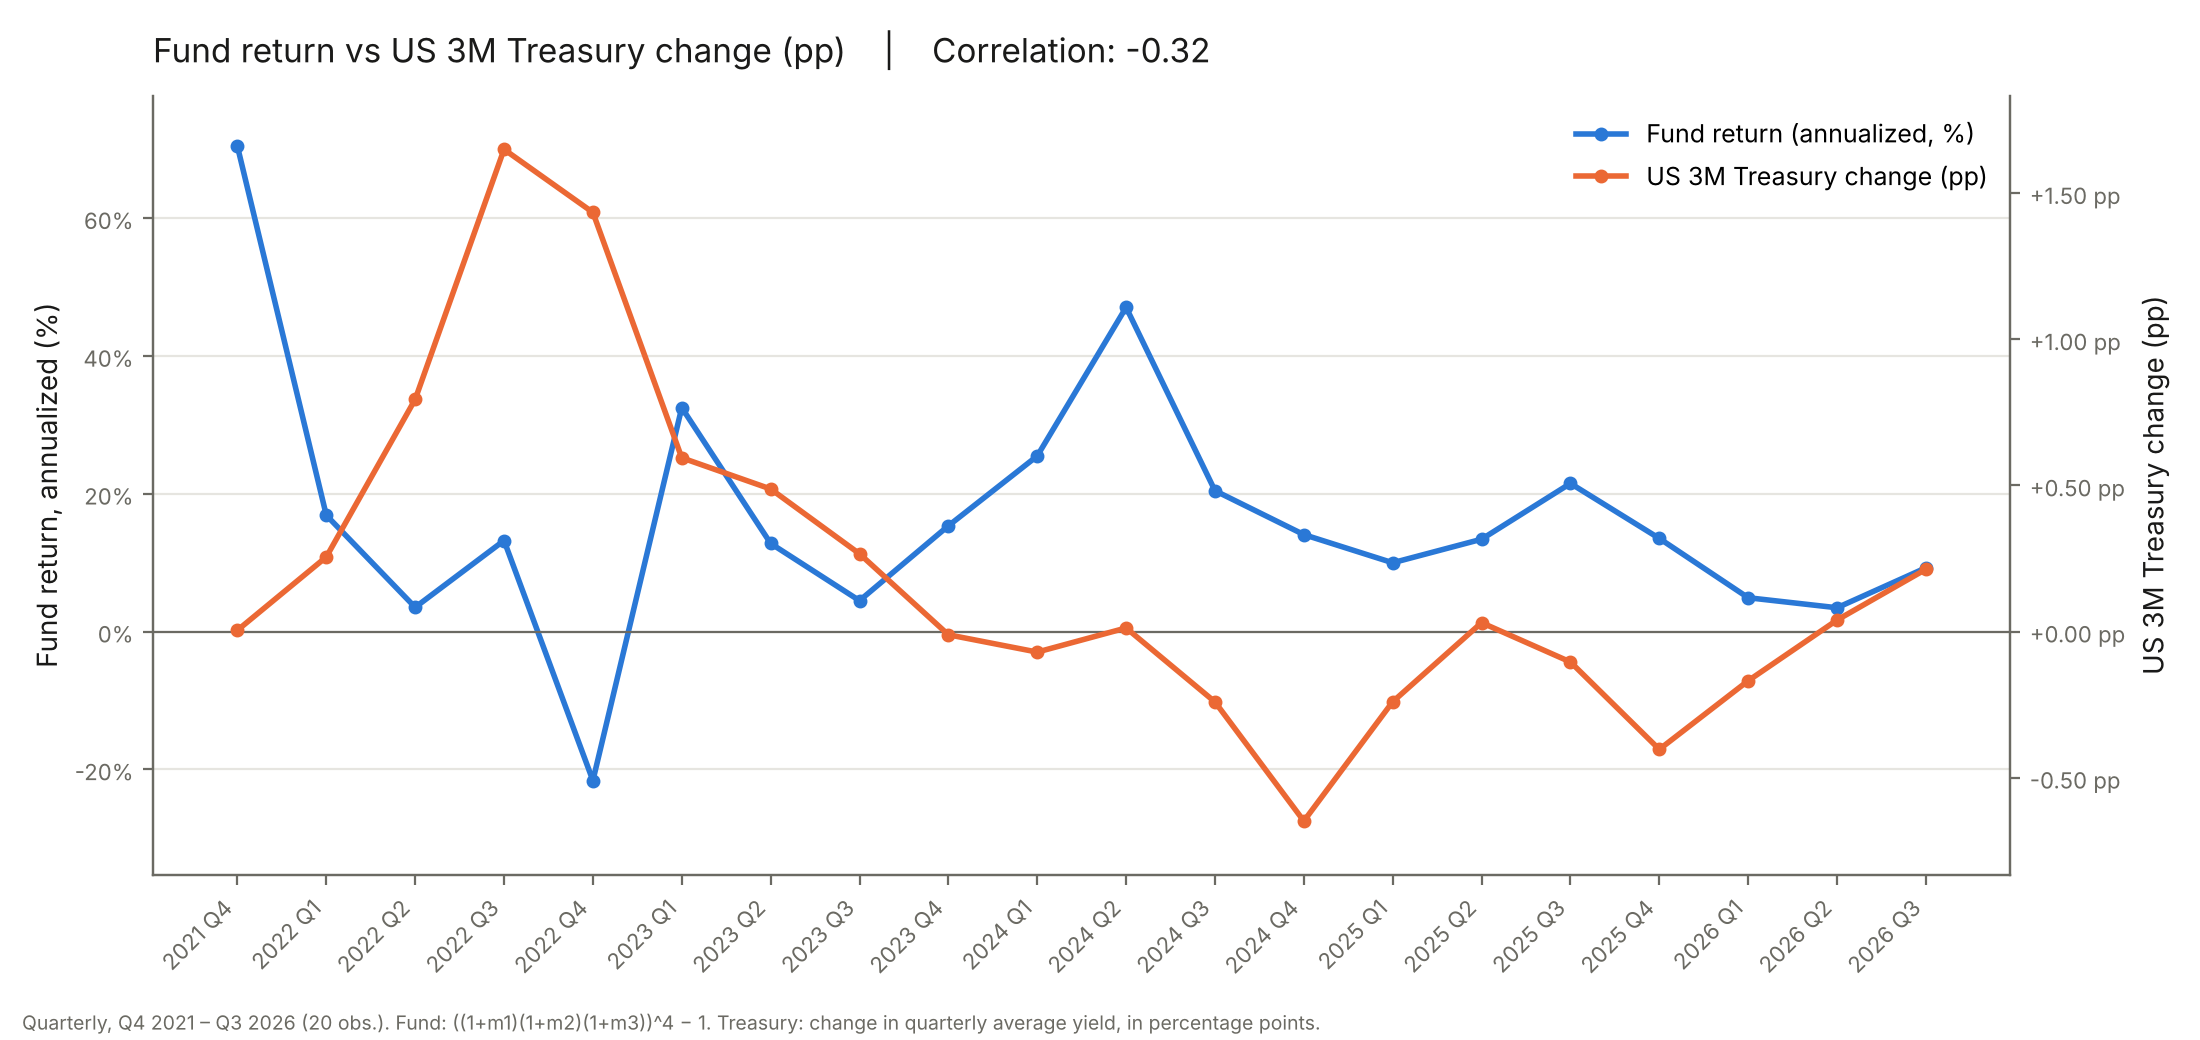 Fund return vs US 3M Treasury change (pp) | Correlation: -0.32
Fund return (annualized, %)
US 3M Treasury change (pp)
Fund return, annualized (%)
60%
40%
20%
0%
-20%
+1.50 pp
+1.00 pp
+0.50 pp
+0.00 pp
-0.50 pp
US 3M Treasury change (pp)
2021 Q4
2022 Q1
2022 Q2
2022 Q3
2022 Q4
2023 Q1
2023 Q2
2023 Q3
2023 Q4
2024 Q1
2024 Q2
2024 Q3
2024 Q4
2025 Q1
2025 Q2
2025 Q3
2025 Q4
2026 Q1
2026 Q2
2026 Q3
Quarterly, Q4 2021 – Q3 2026 (20 obs.). Fund: ((1+m1)(1+m2)(1+m3))^4 − 1. Treasury: change in quarterly average yield, in percentage points.